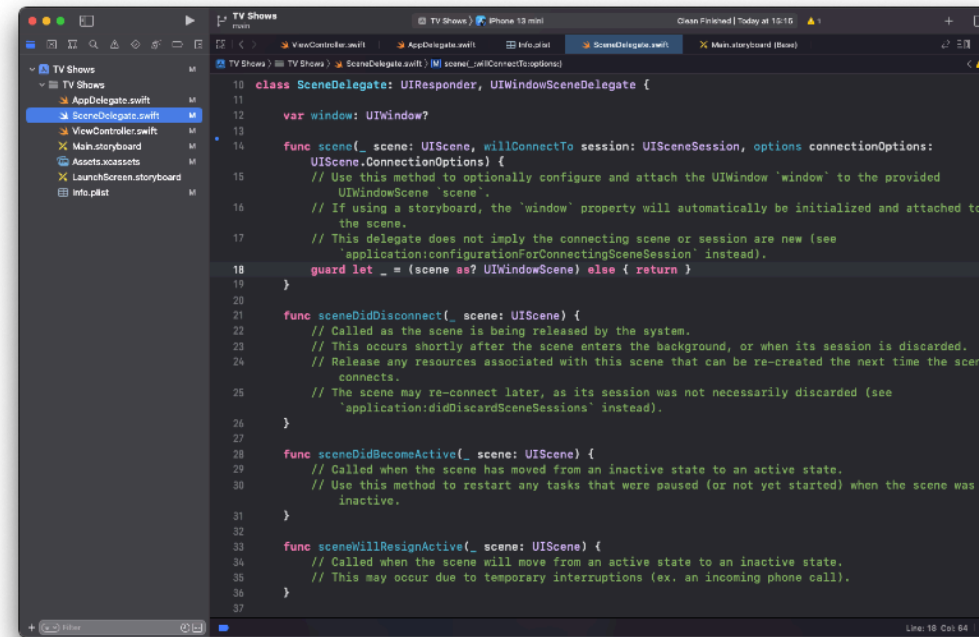 TV Shows
main
TV Shows
iPhone 13 mini
Clean Finished | Today at 15:15
1
ViewController.swift
AppDelegate.swift
Info.plist
SceneDelegate.swift
Main.storyboard (Base)
TV Shows
TV Shows
SceneDelegate.swift
M
scene(_:willConnectTo:options:)
TV Shows M
TV Shows
AppDelegate.swift M
SceneDelegate.swift M
ViewController.swift M
Main.storyboard M
Assets.xcassets M
LaunchScreen.storyboard
Info.plist M
10 class SceneDelegate: UIResponder, UIWindowSceneDelegate {
11
12 var window: UIWindow?
13
14 func scene(_ scene: UIScene, willConnectTo session: UISceneSession, options connectionOptions:
UIScene.ConnectionOptions) {
15 // Use this method to optionally configure and attach the UIWindow `window` to the provided
UIWindowScene `scene`.
16 // If using a storyboard, the `window` property will automatically be initialized and attached to
the scene.
17 // This delegate does not imply the connecting scene or session are new (see
`application:configurationForConnectingSceneSession` instead).
18 guard let _ = (scene as? UIWindowScene) else { return }
19 }
20
21 func sceneDidDisconnect(_ scene: UIScene) {
22 // Called as the scene is being released by the system.
23 // This occurs shortly after the scene enters the background, or when its session is discarded.
24 // Release any resources associated with this scene that can be re-created the next time the scen
connects.
25 // The scene may re-connect later, as its session was not necessarily discarded (see
`application:didDiscardSceneSessions` instead).
26 }
27
28 func sceneDidBecomeActive(_ scene: UIScene) {
29 // Called when the scene has moved from an inactive state to an active state.
30 // Use this method to restart any tasks that were paused (or not yet started) when the scene was
inactive.
31 }
32
33 func sceneWillResignActive(_ scene: UIScene) {
34 // Called when the scene will move from an active state to an inactive state.
35 // This may occur due to temporary interruptions (ex. an incoming phone call).
36 }
37
Filter
Line: 18 Col: 64